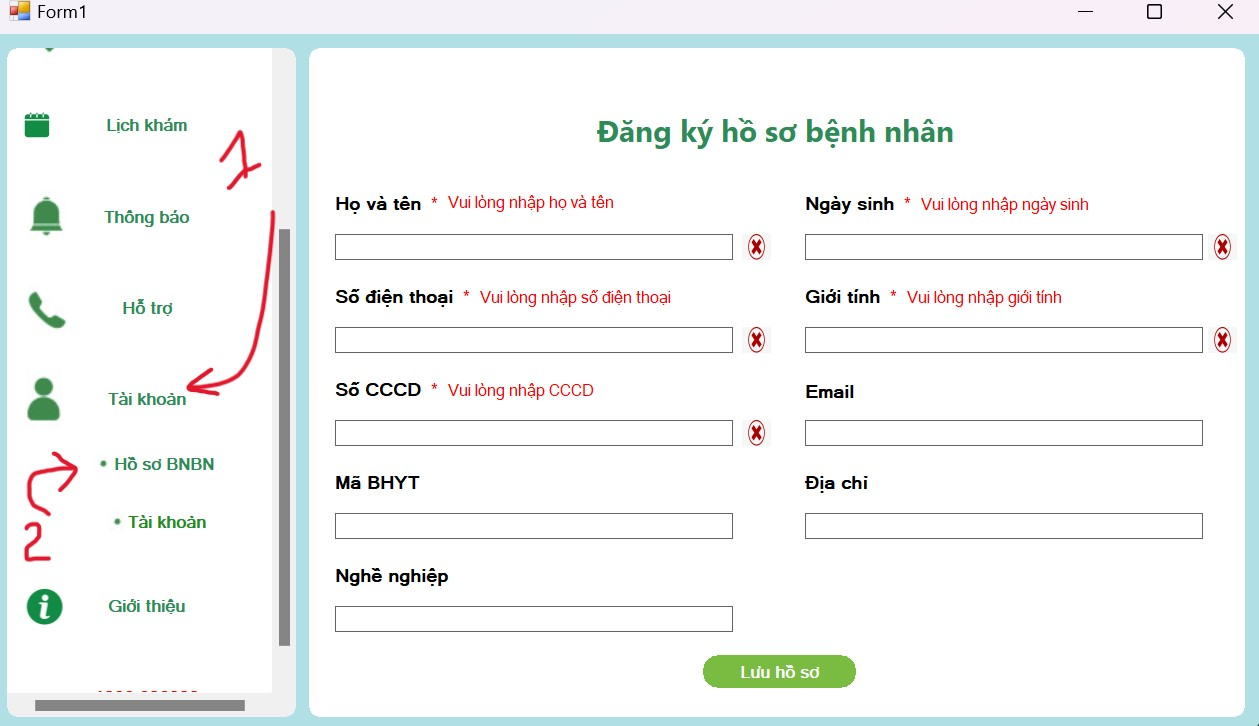 Form1
Lịch khám
1
Thông báo
Hỗ trợ
Tài khoản
• Hồ sơ BNBN
2
• Tài khoản
Giới thiệu
Đăng ký hồ sơ bệnh nhân
Họ và tên * Vui lòng nhập họ và tên
Ngày sinh * Vui lòng nhập ngày sinh
Số điện thoại * Vui lòng nhập số điện thoại
Giới tính * Vui lòng nhập giới tính
Số CCCD * Vui lòng nhập CCCD
Email
Mã BHYT
Địa chỉ
Nghề nghiệp
Lưu hồ sơ